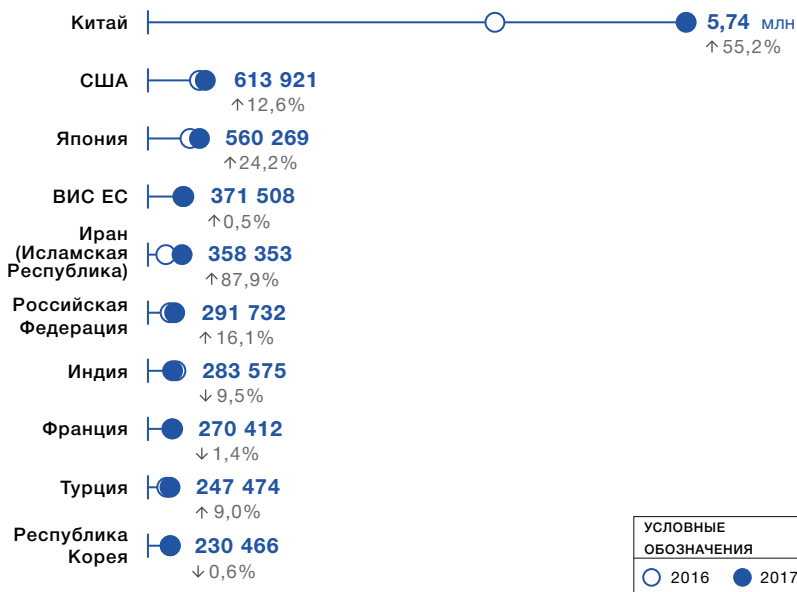 Китай 5,74 млн
↑55,2%
США 613 921
↑12,6%
Япония 560 269
↑24,2%
ВИС ЕС 371 508
↑0,5%
Иран
(Исламская 358 353
Республика)
↑87,9%
Российская 291 732
Федерация
↑16,1%
Индия 283 575
↓9,5%
Франция 270 412
↓1,4%
Турция 247 474
↑9,0%
Республика 230 466
Корея
↓0,6%
УСЛОВНЫЕ
ОБОЗНАЧЕНИЯ
2016 2017